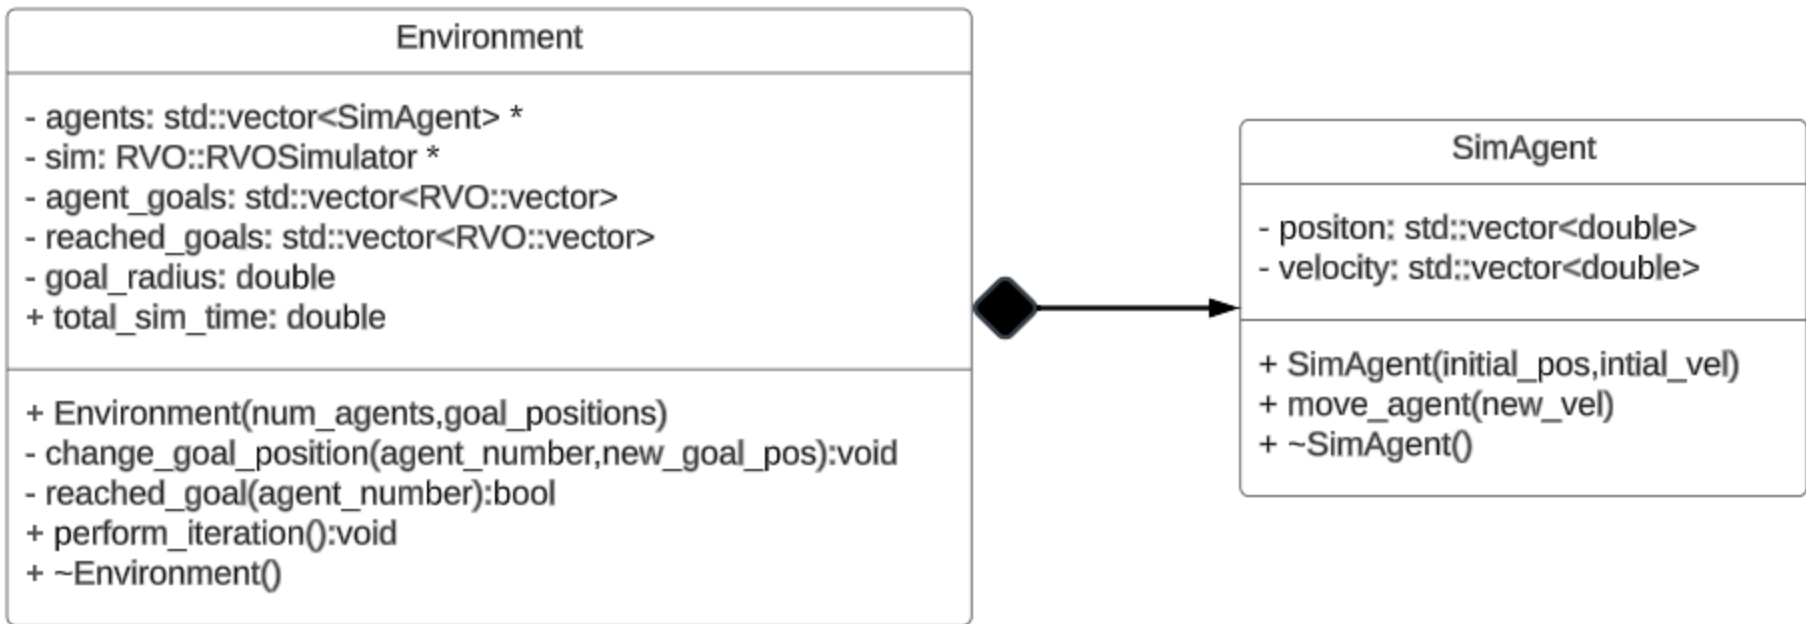 Environment
- agents: std::vector<SimAgent> *
- sim: RVO::RVOSimulator *
- agent_goals: std::vector<RVO::vector>
- reached_goals: std::vector<RVO::vector>
- goal_radius: double
+ total_sim_time: double
+ Environment(num_agents,goal_positions)
- change_goal_position(agent_number,new_goal_pos):void
- reached_goal(agent_number):bool
+ perform_iteration():void
+ ~Environment()
SimAgent
- positon: std::vector<double>
- velocity: std::vector<double>
+ SimAgent(initial_pos,intial_vel)
+ move_agent(new_vel)
+ ~SimAgent()